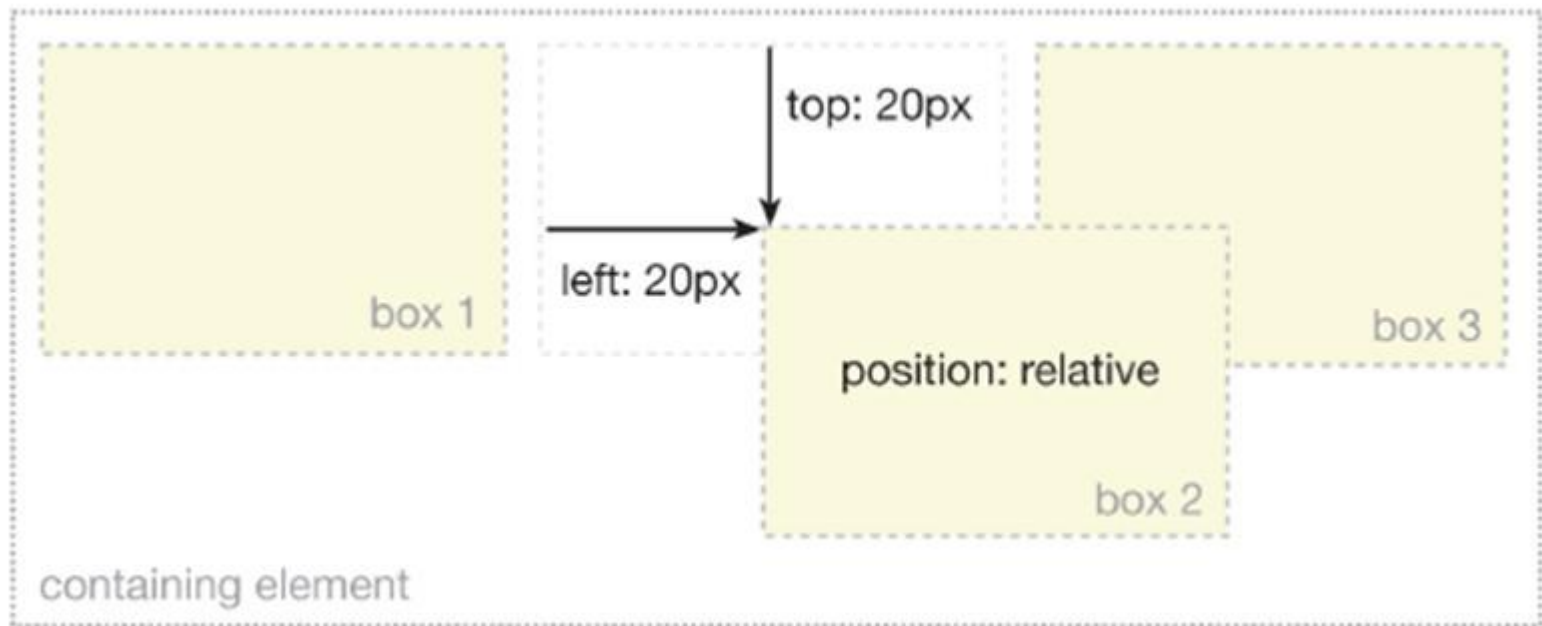 top: 20px
left: 20px
box 1
box 3
position: relative
box 2
containing element